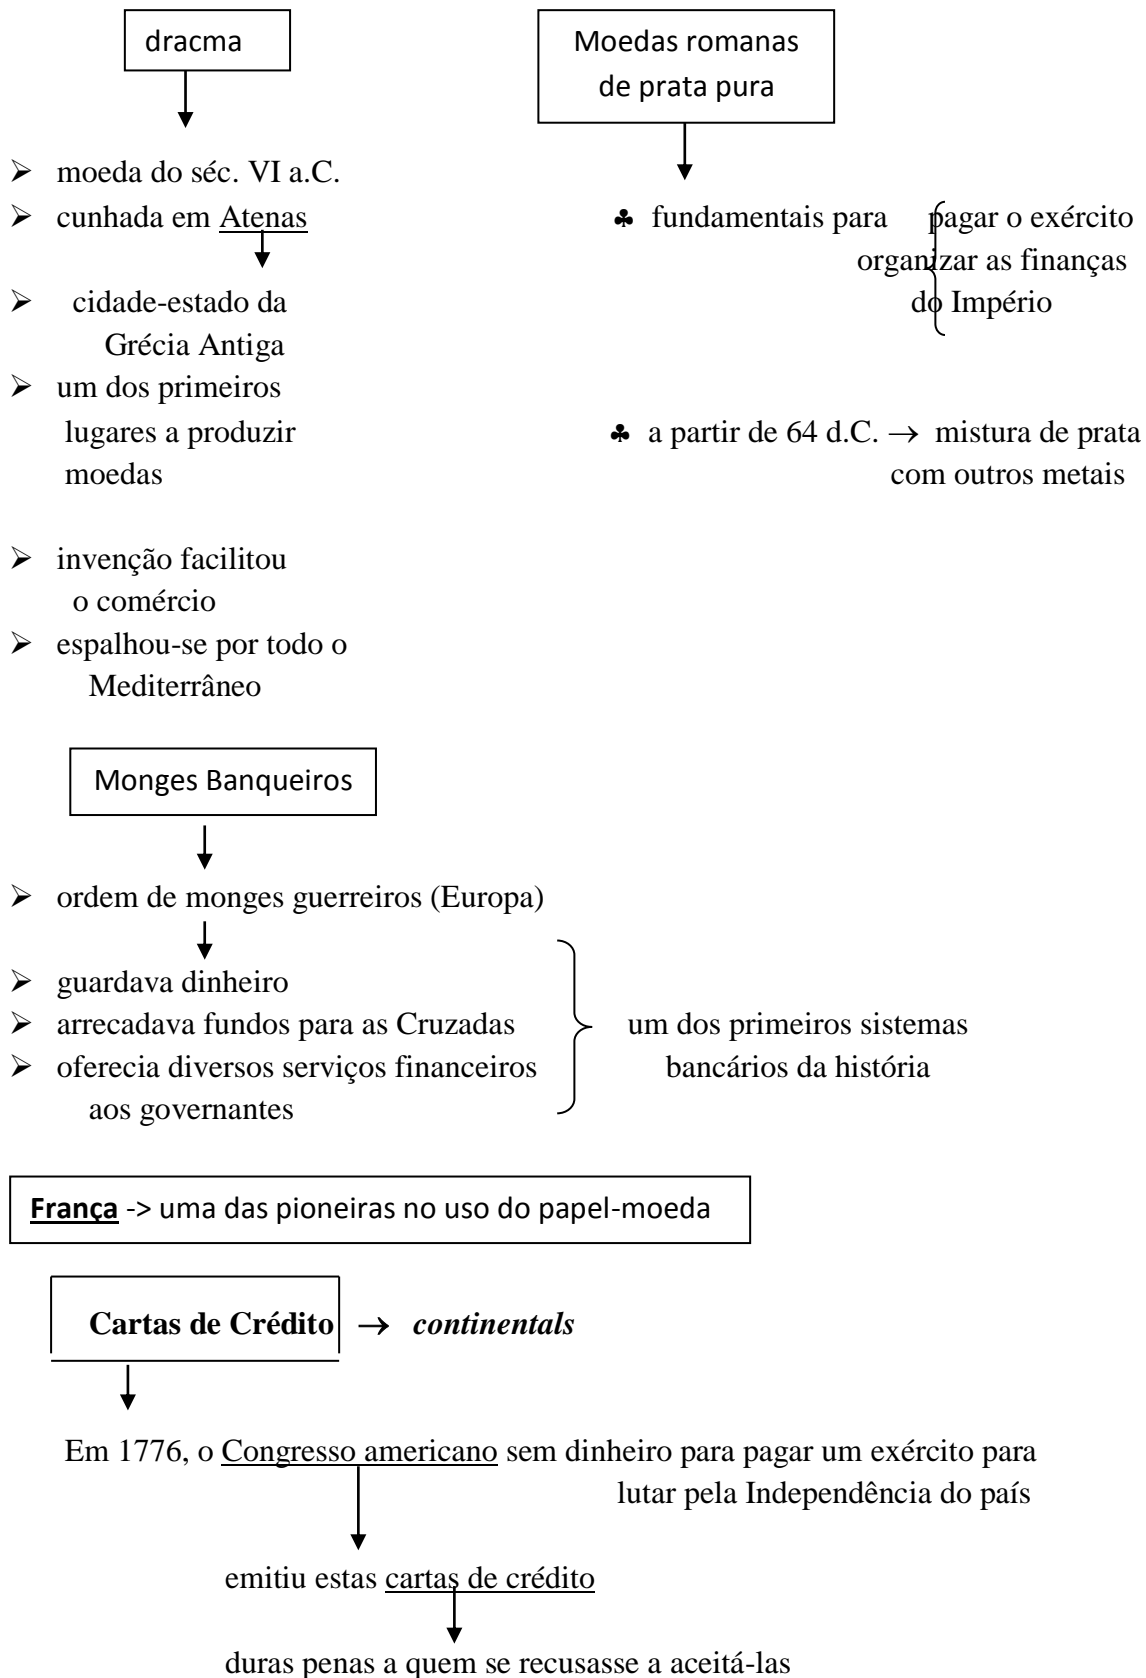 dracma
➢ moeda do séc. VI a.C.
➢ cunhada em Atenas
➢ cidade-estado da
Grécia Antiga
➢ um dos primeiros
lugares a produzir
moedas
➢ invenção facilitou
o comércio
➢ espalhou-se por todo o
Mediterrâneo
Moedas romanas
de prata pura
♣ fundamentais para pagar o exército
organizar as finanças
do Império
♣ a partir de 64 d.C. → mistura de prata
com outros metais
Monges Banqueiros
➢ ordem de monges guerreiros (Europa)
➢ guardava dinheiro
➢ arrecadava fundos para as Cruzadas
➢ oferecia diversos serviços financeiros
aos governantes
um dos primeiros sistemas
bancários da história
França -> uma das pioneiras no uso do papel-moeda
Cartas de Crédito → continentals
Em 1776, o Congresso americano sem dinheiro para pagar um exército para
lutar pela Independência do país
emitiu estas cartas de crédito
duras penas a quem se recusasse a aceitá-las